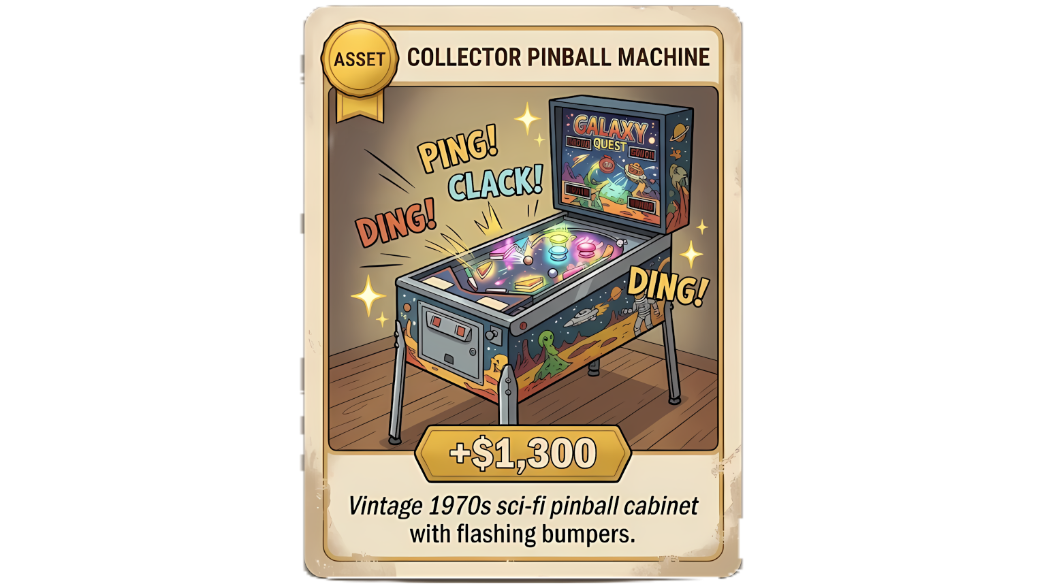 ASSET
COLLECTOR PINBALL MACHINE
GALAXY
QUEST
PING!
CLACK!
DING!
DING!
+$1,300
Vintage 1970s sci-fi pinball cabinet
with flashing bumpers.